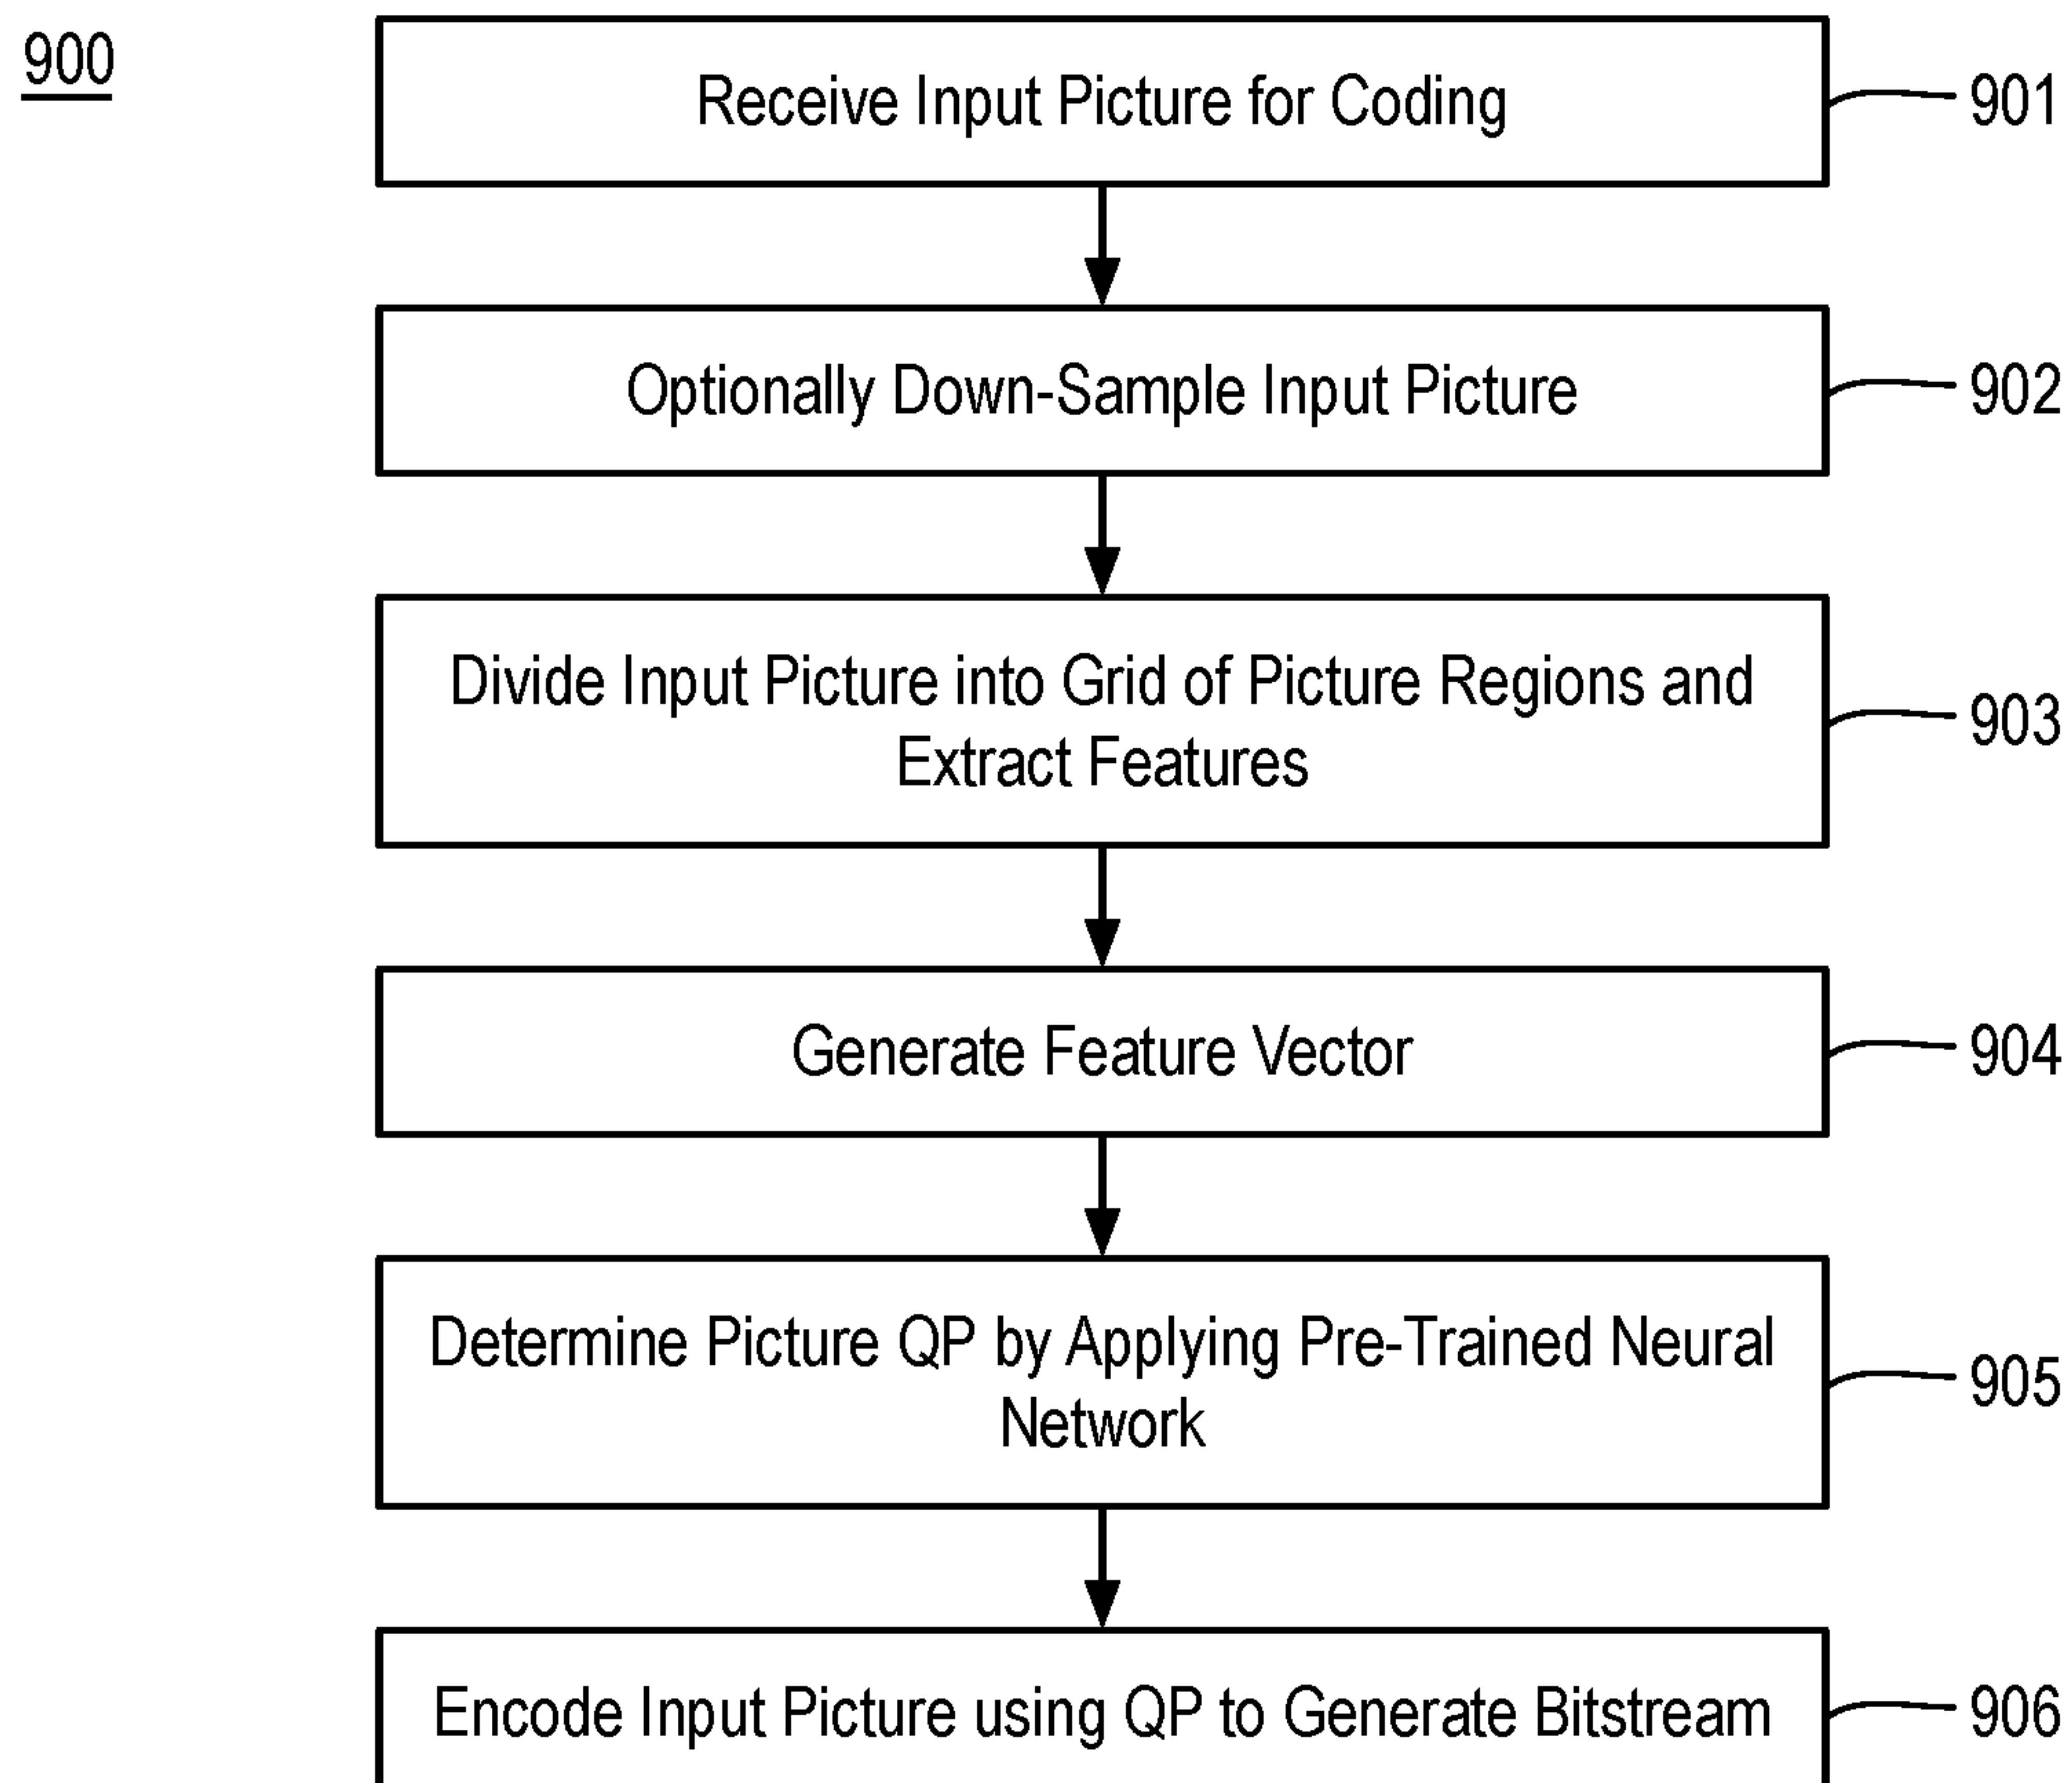 900
Receive Input Picture for Coding
901
Optionally Down-Sample Input Picture
902
Divide Input Picture into Grid of Picture Regions and
Extract Features
903
Generate Feature Vector
904
Determine Picture QP by Applying Pre-Trained Neural
Network
905
Encode Input Picture using QP to Generate Bitstream
906